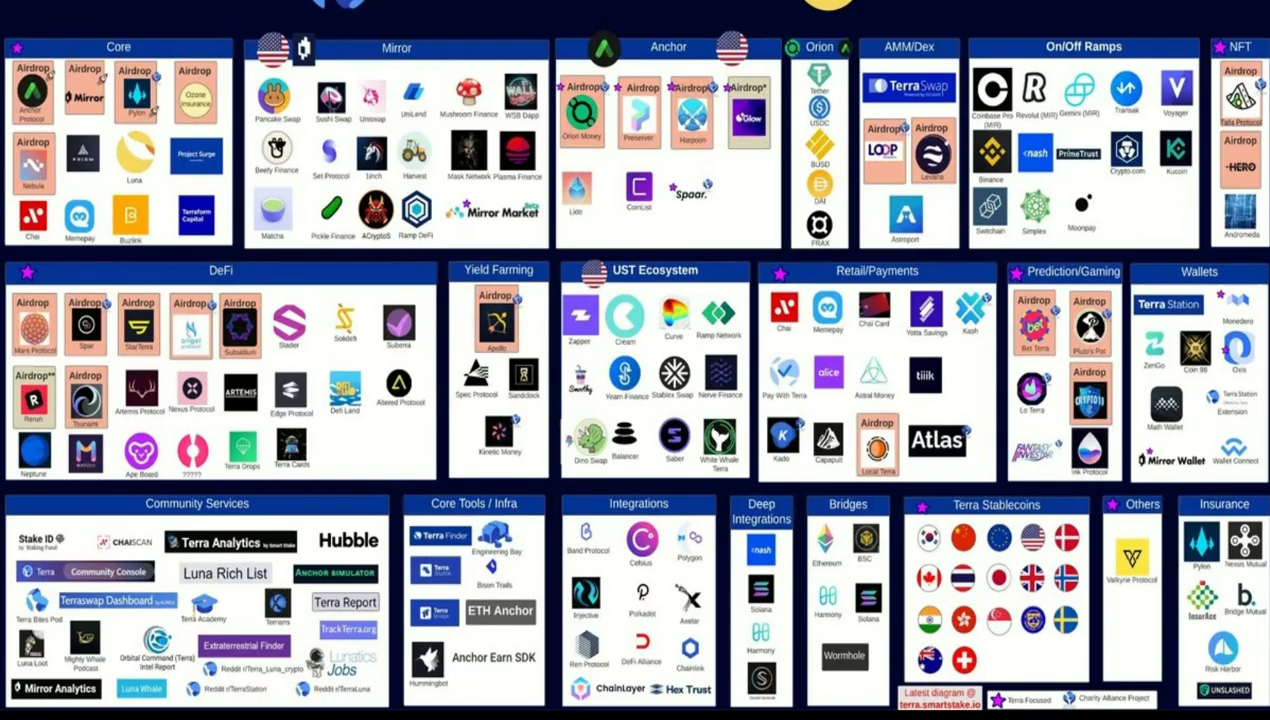 Core
Airdrop Airdrop Airdrop Airdrop
Anchor Protocol
Mirror
Pylon
Ozone Insurance
Airdrop
Nebula
PRISM
Luna
Project Surge
Chai
Memepay
Buzlink
Terraform Capital
Mirror
Pancake Swap
Sushi Swap
Uniswap
UniLend
Mushroom Finance
WSB Dapp
Beefy Finance
Set Protocol
1inch
Harvest
Mask Network
Plasma Finance
Matcha
Pickle Finance
ACryptoS
Ramp DeFi
Mirror Market Beta
Anchor
Airdrop* Airdrop Airdrop Airdrop*
Orion Money
Preserver
Harpoon
Glow
Lido
CoinList
Spaar.
Orion
Tether
USDC
BUSD
DAI
FRAX
AMM/Dex
TerraSwap
Airdrop Airdrop
LOOP
Levana
Astroport
On/Off Ramps
Coinbase Pro (MIR)
Revolut (MIR)
Gemini (MIR)
Transak
Voyager
Binance
nash
PrimeTrust
Crypto.com
Kucoin
Switchain
Simplex
Moonpay
NFT
Airdrop
Talis Protocol
Airdrop
HERO
Andromeda
DeFi
Airdrop Airdrop Airdrop Airdrop Airdrop
Mars Protocol
Spar
StarTerra
angel protocol
Subsidium
Stader
Solidefi
Suberra
Airdrop** Airdrop
Rerun
Tsunami
Artemis Protocol
Nexus Protocol
ARTEMIS
Edge Protocol
Defi Land
Altered Protocol
Neptune
Ape Board
?????
Terra Drops
Terra Cards
Yield Farming
Airdrop
Apollo
Spec Protocol
Sandclock
Kinetic Money
UST Ecosystem
Zapper
Cream
Curve
Ramp Network
Smoothy
Yearn Finance
Stablex Swap
Nerve Finance
Dino Swap
Balancer
Saber
White Whale Terra
Retail/Payments
Chai
Memepay
Chai Card
Yotta Savings
Kash
Pay With Terra
alice
Astral Money
tiiik
Kado
Capaput
Airdrop
Local Terra
Atlas
Prediction/Gaming
Airdrop Airdrop
bet
Bet Terra
Pluto's Pot
Lo Terra
Airdrop
CRYPTO10
FANTASY INVESTAR
Ink Protocol
Wallets
Terra Station
Monedero
ZenGo
Coin 98
Oxis
Math Wallet
Terra Station
Extension
Mirror Wallet
Wallet Connect
Community Services
Stake ID
by Staking Fund
CHAISCAN
Terra Analytics by Smart Stake
Hubble
Terra Community Console
Luna Rich List
ANCHOR SIMULATOR
Terra Bites Pod
Terraswap Dashboard
Terra Academy
Terrians
Terra Report
TrackTerra.org
Luna Loot
Mighty Whale Podcast
Orbital Command (Terra) Intel Report
Extraterrestrial Finder
Reddit r/Terra_Luna_crypto
Lunatics Jobs
Mirror Analytics
Luna Whale
Reddit r/TerraStation
Reddit r/TerraLuna
Core Tools / Infra
Terra Finder
Engineering Bay
Terra
Bison Trails
Terra
ETH Anchor
Hummingbot
Anchor Earn SDK
Integrations
Band Protocol
Celsius
Polygon
Injective
Polkadot
Axelar
Ren Protocol
DeFi Alliance
Chainlink
ChainLayer
Hex Trust
Deep Integrations
nash
Solana
Harmony
Bridges
Ethereum
BSC
Harmony
Solana
Wormhole
Terra Stablecoins
Others
Valkyrie Protocol
Insurance
Pylon
Nexus Mutual
InsurAce
b.
Bridge Mutual
Risk Harbor
UNSLASHED
Latest diagram @
terra.smartstake.io
Terra Focused
Charity Alliance Project